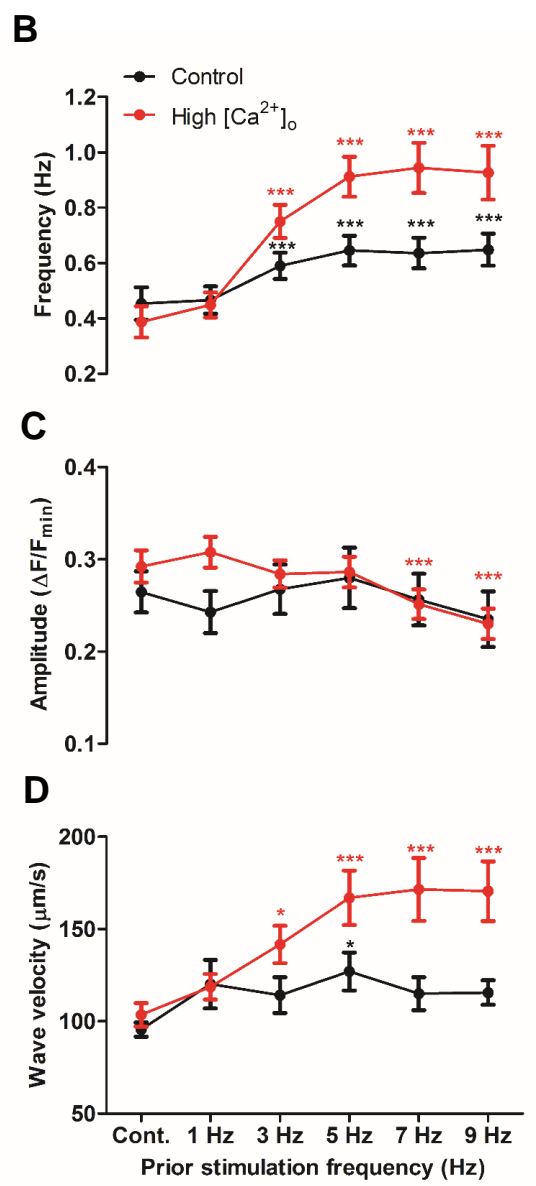 B
Control
High [Ca²⁺]ₒ
Frequency (Hz)
1.2
1.0
0.8
0.6
0.4
0.2
*** *** *** ***
*** *** *** ***
C
Amplitude (ΔF/Fmin)
0.4
0.3
0.2
0.1
*** ***
D
Wave velocity (μm/s)
200
150
100
50
* *** *** ***
*
Cont. 1 Hz 3 Hz 5 Hz 7 Hz 9 Hz
Prior stimulation frequency (Hz)